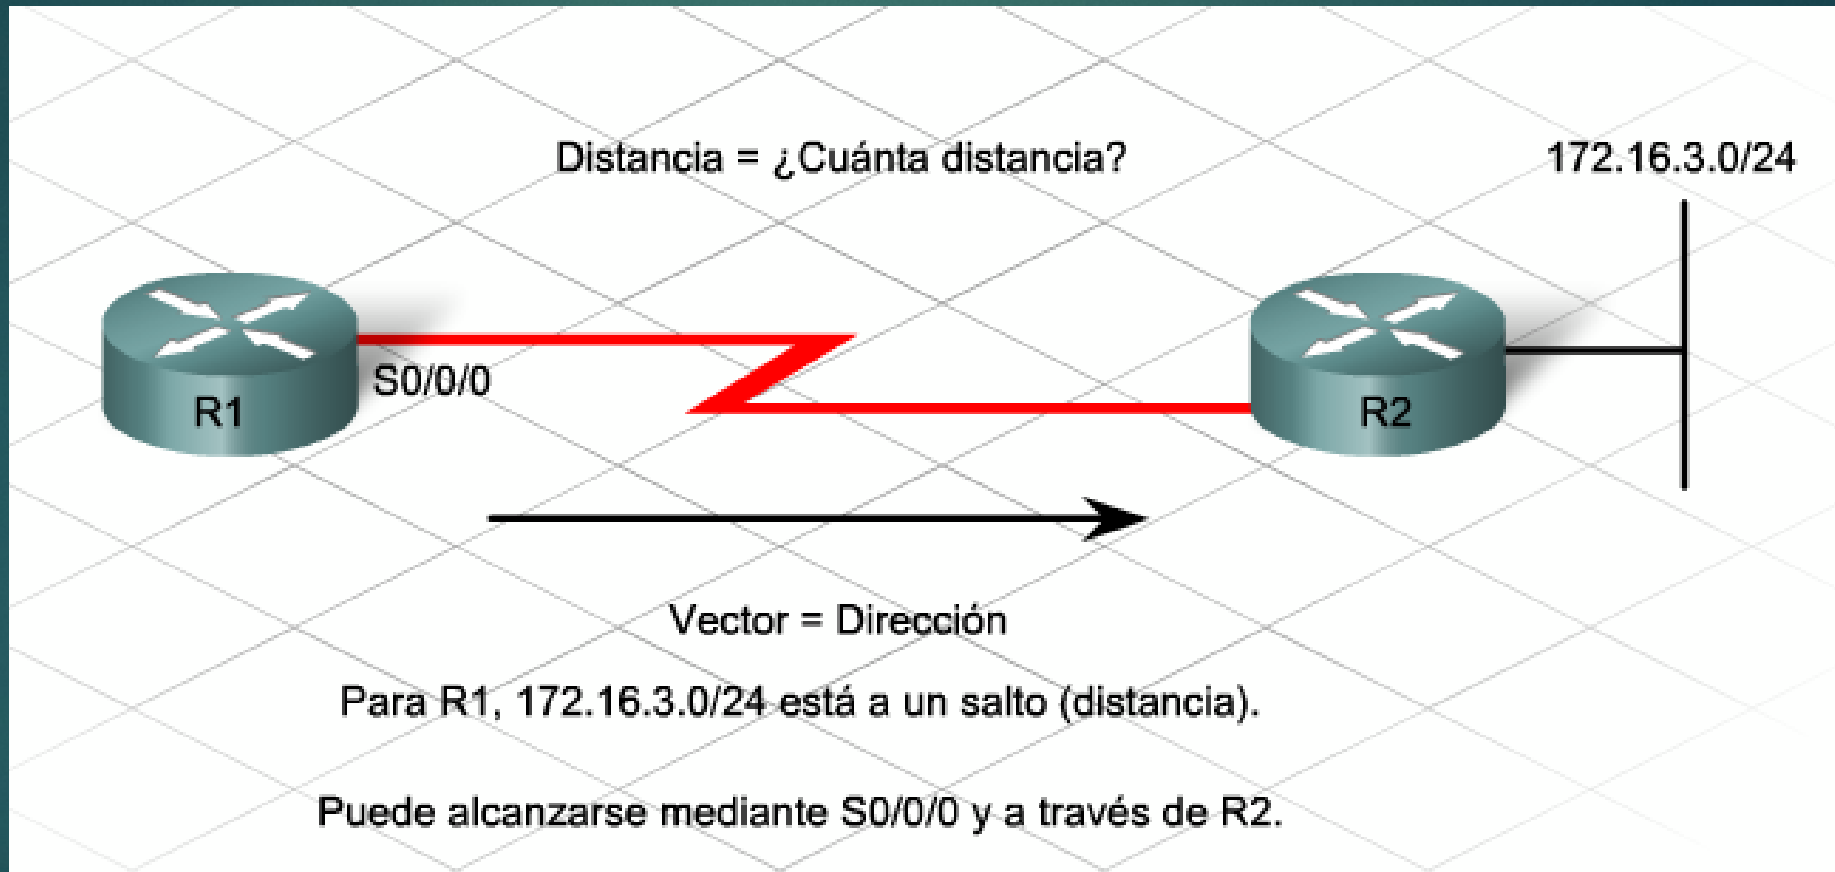 Distancia = ¿Cuánta distancia?
172.16.3.0/24
S0/0/0
R1
R2
Vector = Dirección
Para R1, 172.16.3.0/24 está a un salto (distancia).
Puede alcanzarse mediante S0/0/0 y a través de R2.